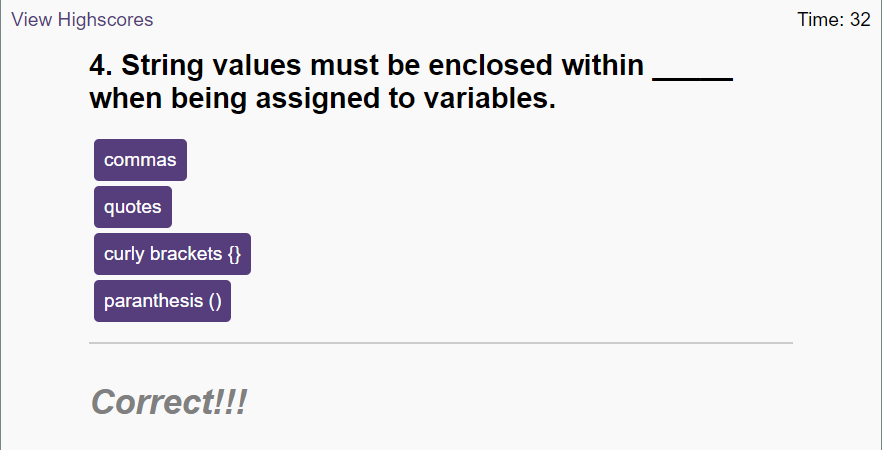 View Highscores Time: 32
4. String values must be enclosed within _____
when being assigned to variables.
commas
quotes
curly brackets {}
paranthesis ()
Correct!!!